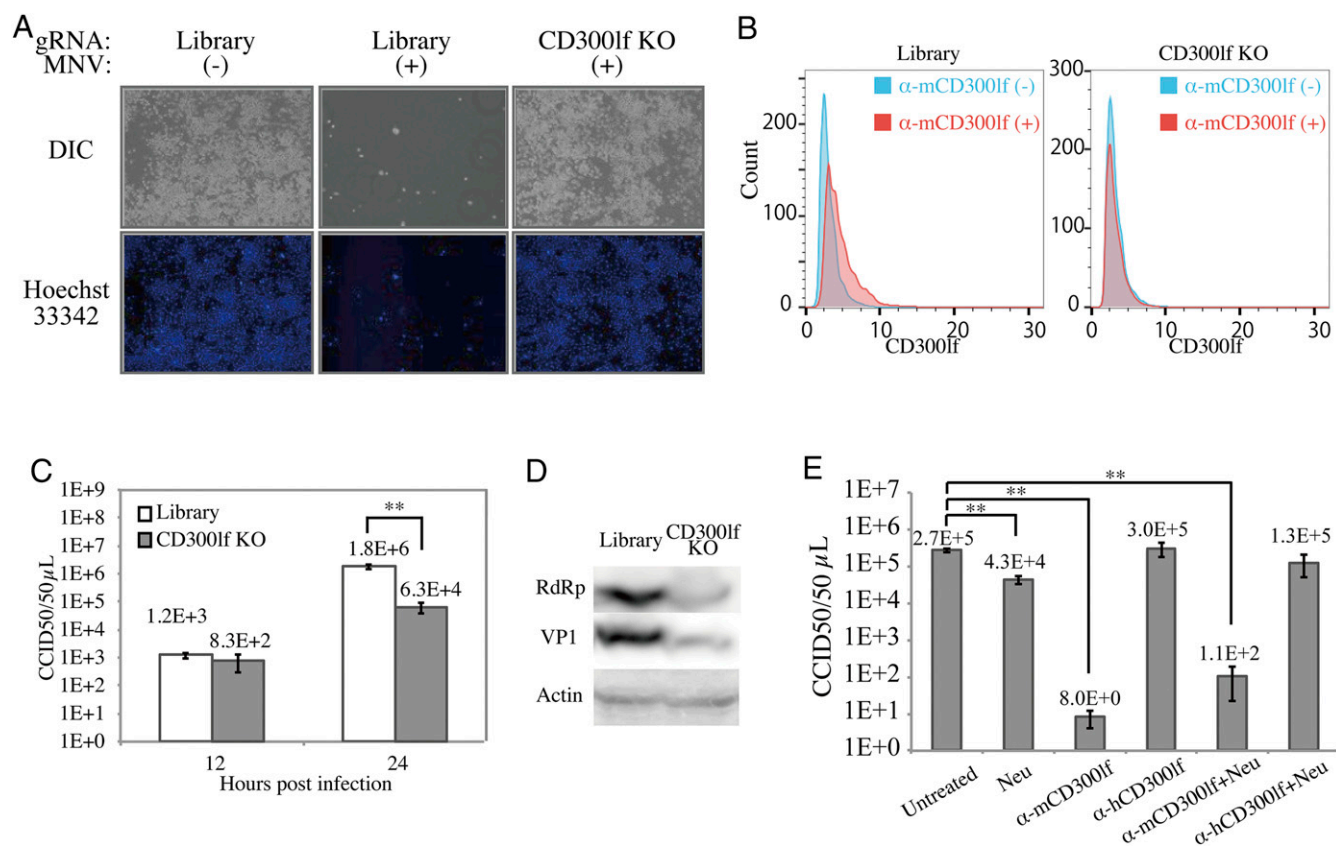 A
gRNA: Library Library CD300lf KO
MNV: (-) (+) (+)
DIC
Hoechst
33342
B
Library
α-mCD300lf (-)
α-mCD300lf (+)
Count
200
100
0
0 10 20 30
CD300lf
CD300lf KO
α-mCD300lf (-)
α-mCD300lf (+)
300
200
100
0
0 10 20 30
CD300lf
C
CCID50/50 µL
1E+9
1E+8
1E+7
1E+6
1E+5
1E+4
1E+3
1E+2
1E+1
1E+0
Library
CD300lf KO
**
1.2E+3
8.3E+2
1.8E+6
6.3E+4
12 24
Hours post infection
D
Library CD300lf
KO
RdRp
VP1
Actin
E
CCID50/50 µL
1E+7
1E+6
1E+5
1E+4
1E+3
1E+2
1E+1
1E+0
**
**
**
2.7E+5
4.3E+4
8.0E+0
3.0E+5
1.1E+2
1.3E+5
Untreated
Neu
α-mCD300lf
α-hCD300lf
α-mCD300lf+Neu
α-hCD300lf+Neu